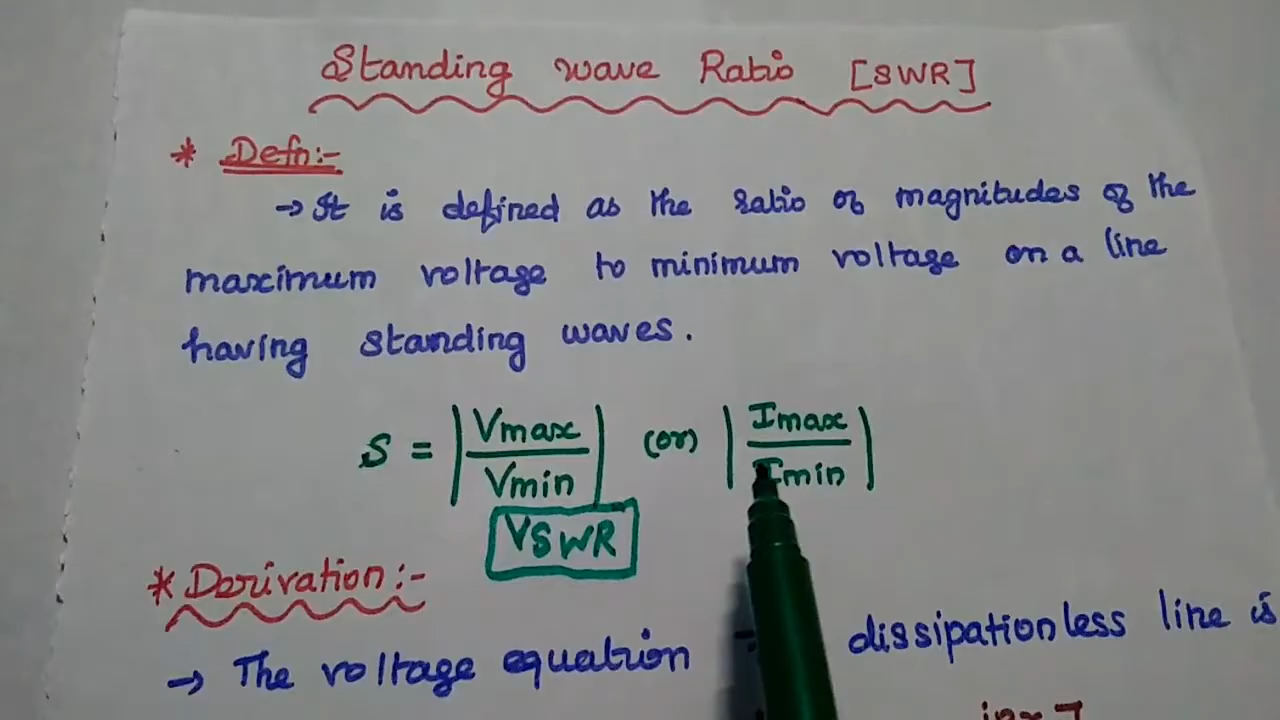 Standing wave Ratio [SWR]
* Defn:-
→ It is defined as the ratio of magnitudes of the
maximum voltage to minimum voltage on a line
having standing waves.
S = |Vmax/Vmin| (or) |Imax/Imin|
VSWR
* Derivation:-
→ The voltage equation dissipationless line is